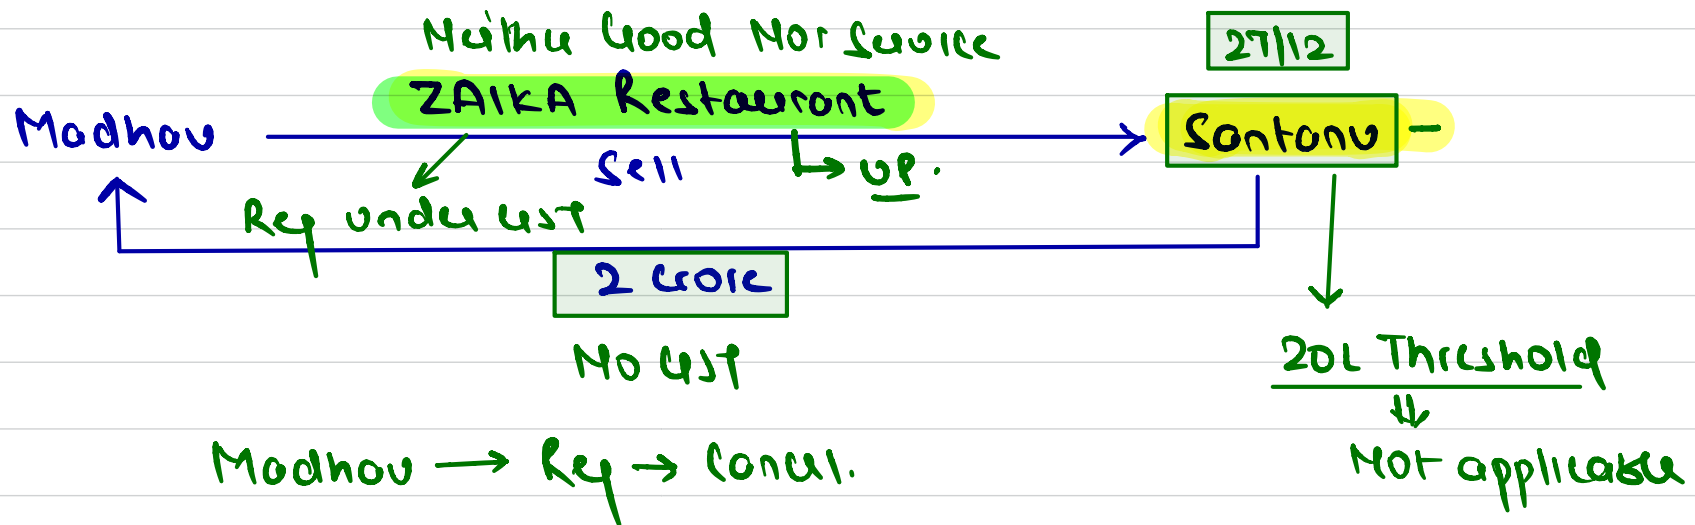 Neither Good Nor Service
27/12
ZAIKA Restaurant
Madhav
Santanu
Sell
UP.
Reg under GST
2 Crore
No GST
20L Threshold
Madhav → Reg → Cancel.
Not applicable